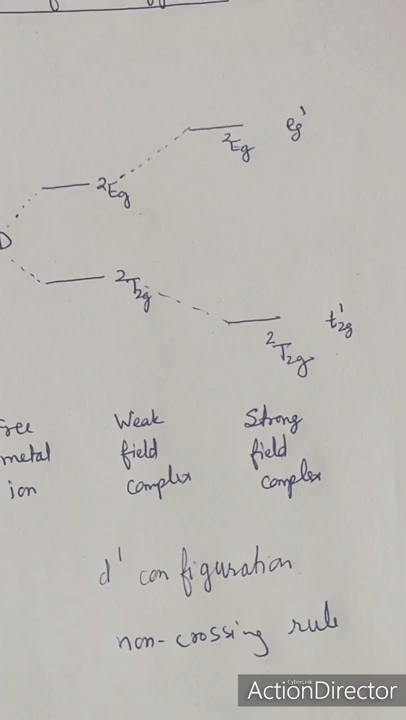 ²Eg eg¹
²Eg
D
²T₂g
t₂g¹
²T₂g
Free Weak Strong
metal field field
ion complex complex
d¹ configuration
non-crossing rule
CyberLink
ActionDirector